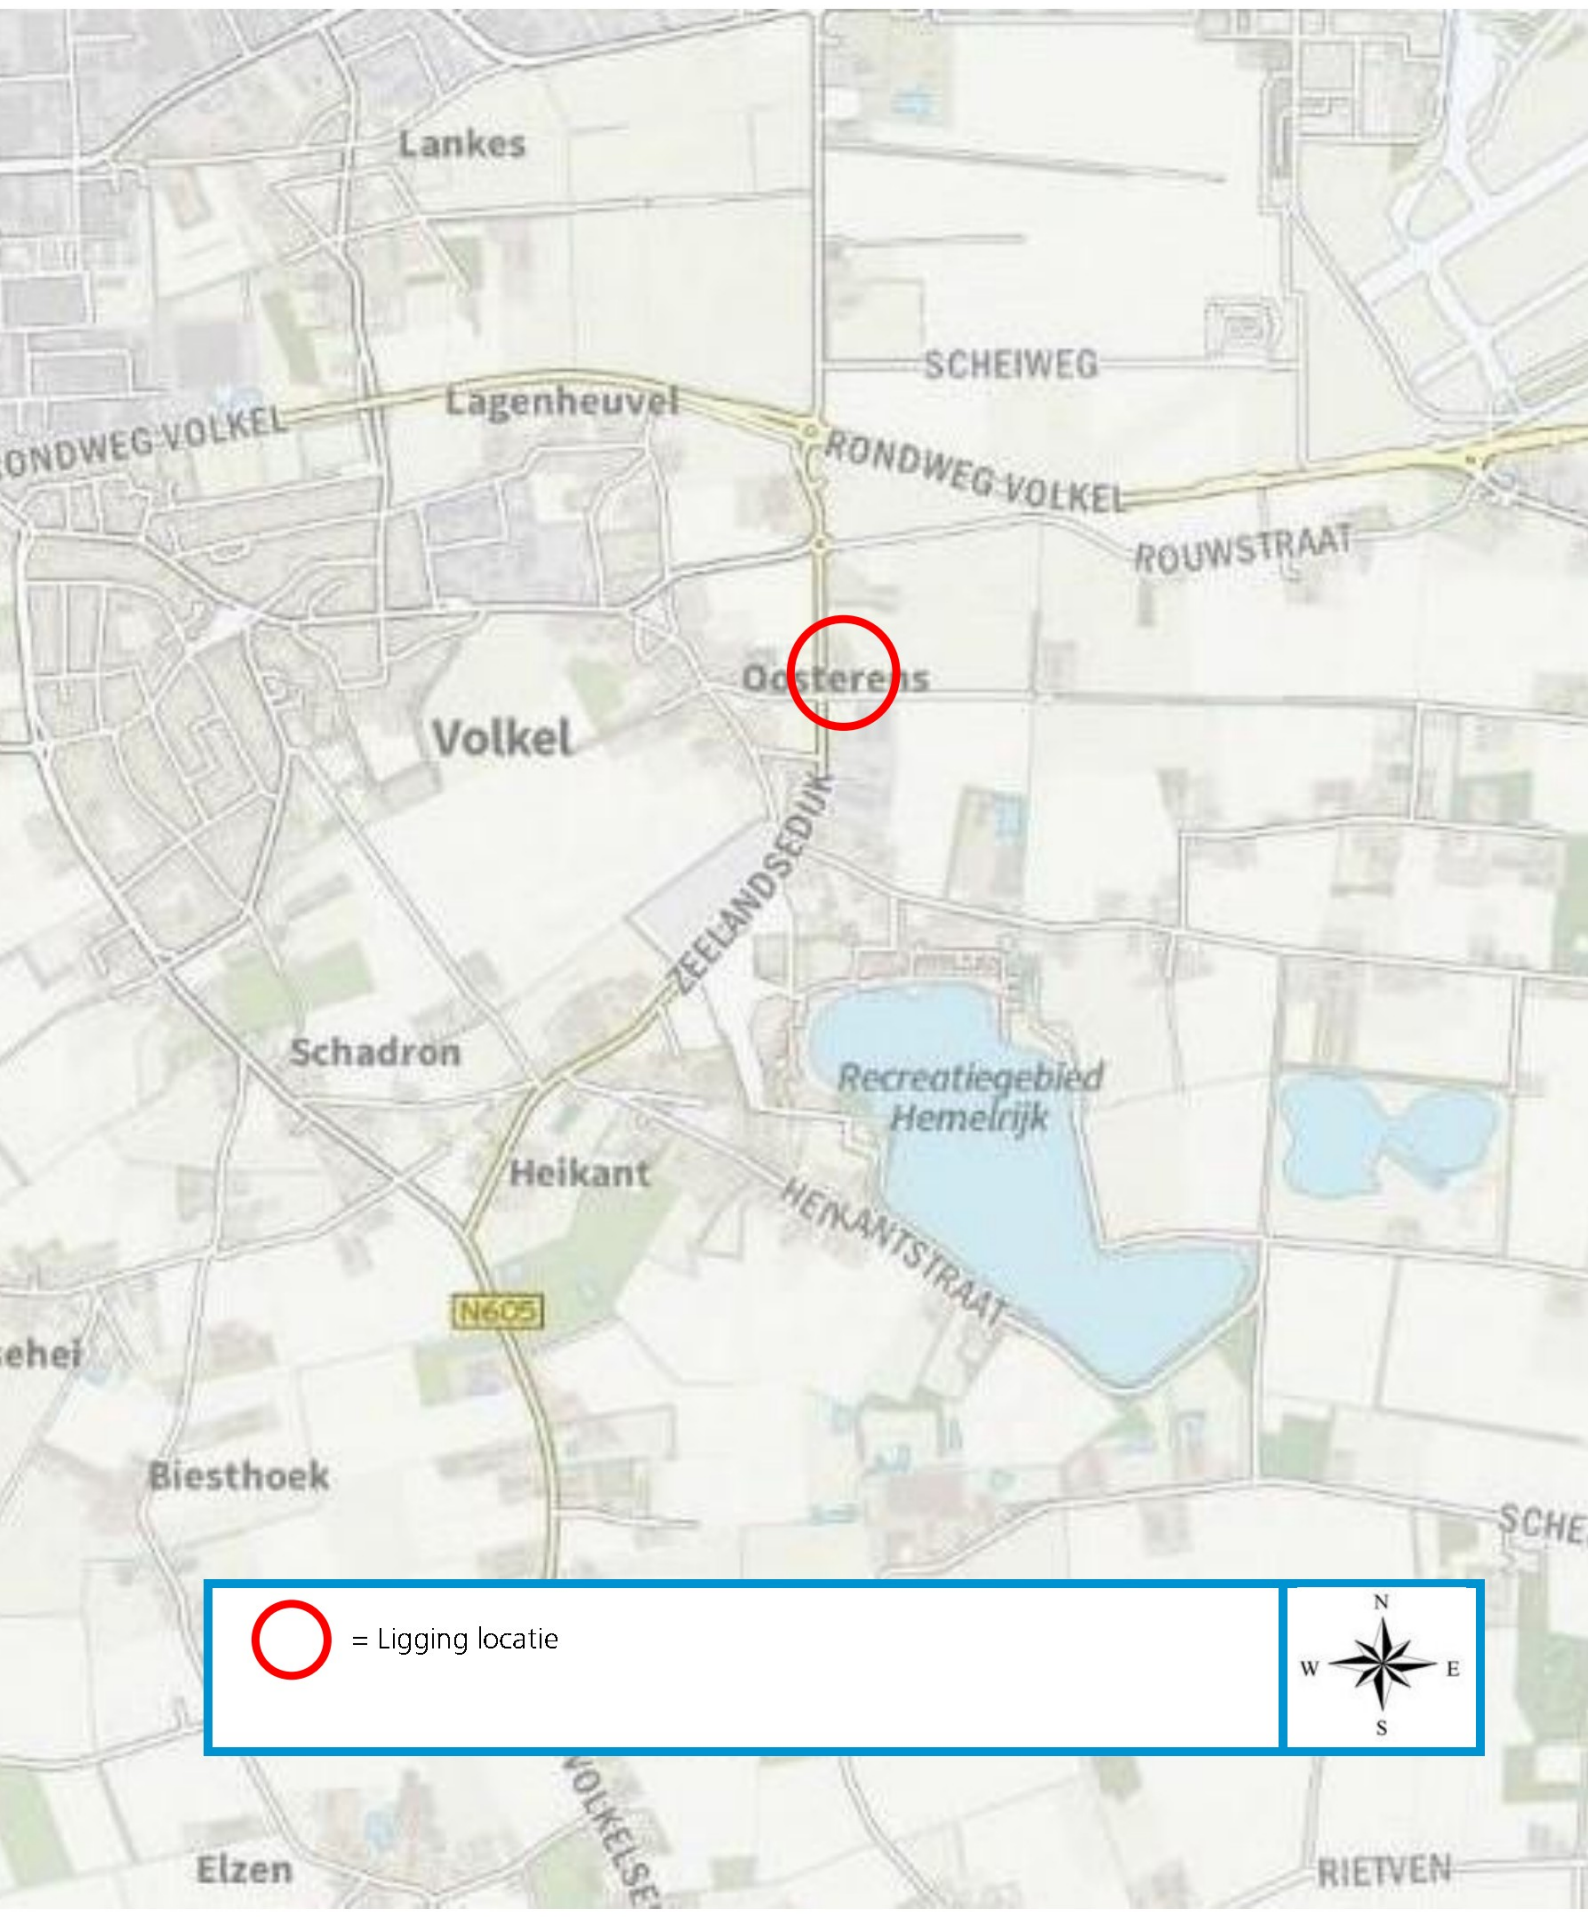 Lankes
SCHEIWEG
Lagenheuvel
RONDWEG VOLKEL
ONDWEG VOLKEL
ROUWSTRAAT
Oosterens
Volkel
ZEELANDSEDIJK
Schadron
Recreatiegebied
Hemelrijk
Heikant
HEIKANTSTRAAT
N605
sehei
Biesthoek
SCHE
= Ligging locatie
N
W E
S
VOLKELSE
Elzen
RIETVEN